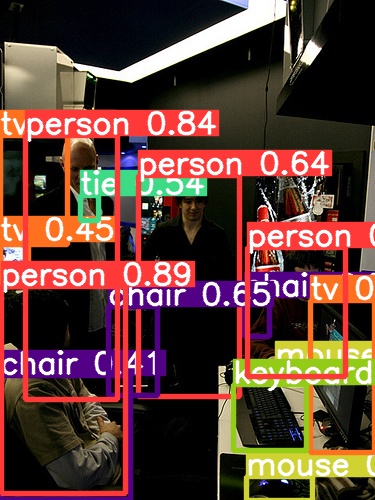 tv
person 0.84
person 0.64
tie 0.54
tv 0.45
person 0
person 0.89
chair 0.65
chair
tv 0
mouse
chair 0.41
keyboard
mouse 0